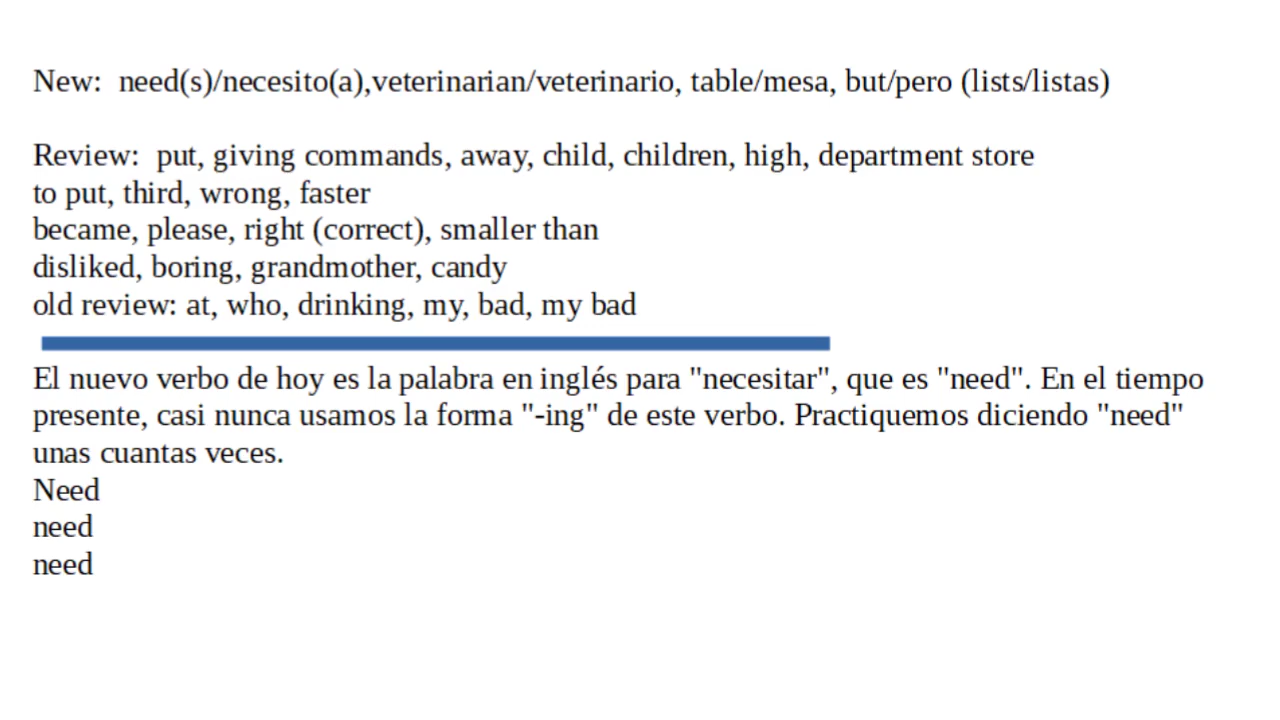 New:  need(s)/necesito(a),veterinarian/veterinario, table/mesa, but/pero (lists/listas)
Review:  put, giving commands, away, child, children, high, department store
to put, third, wrong, faster
became, please, right (correct), smaller than
disliked, boring, grandmother, candy
old review: at, who, drinking, my, bad, my bad
El nuevo verbo de hoy es la palabra en inglés para "necesitar", que es "need". En el tiempo
presente, casi nunca usamos la forma "-ing" de este verbo. Practiquemos diciendo "need"
unas cuantas veces.
Need
need
need